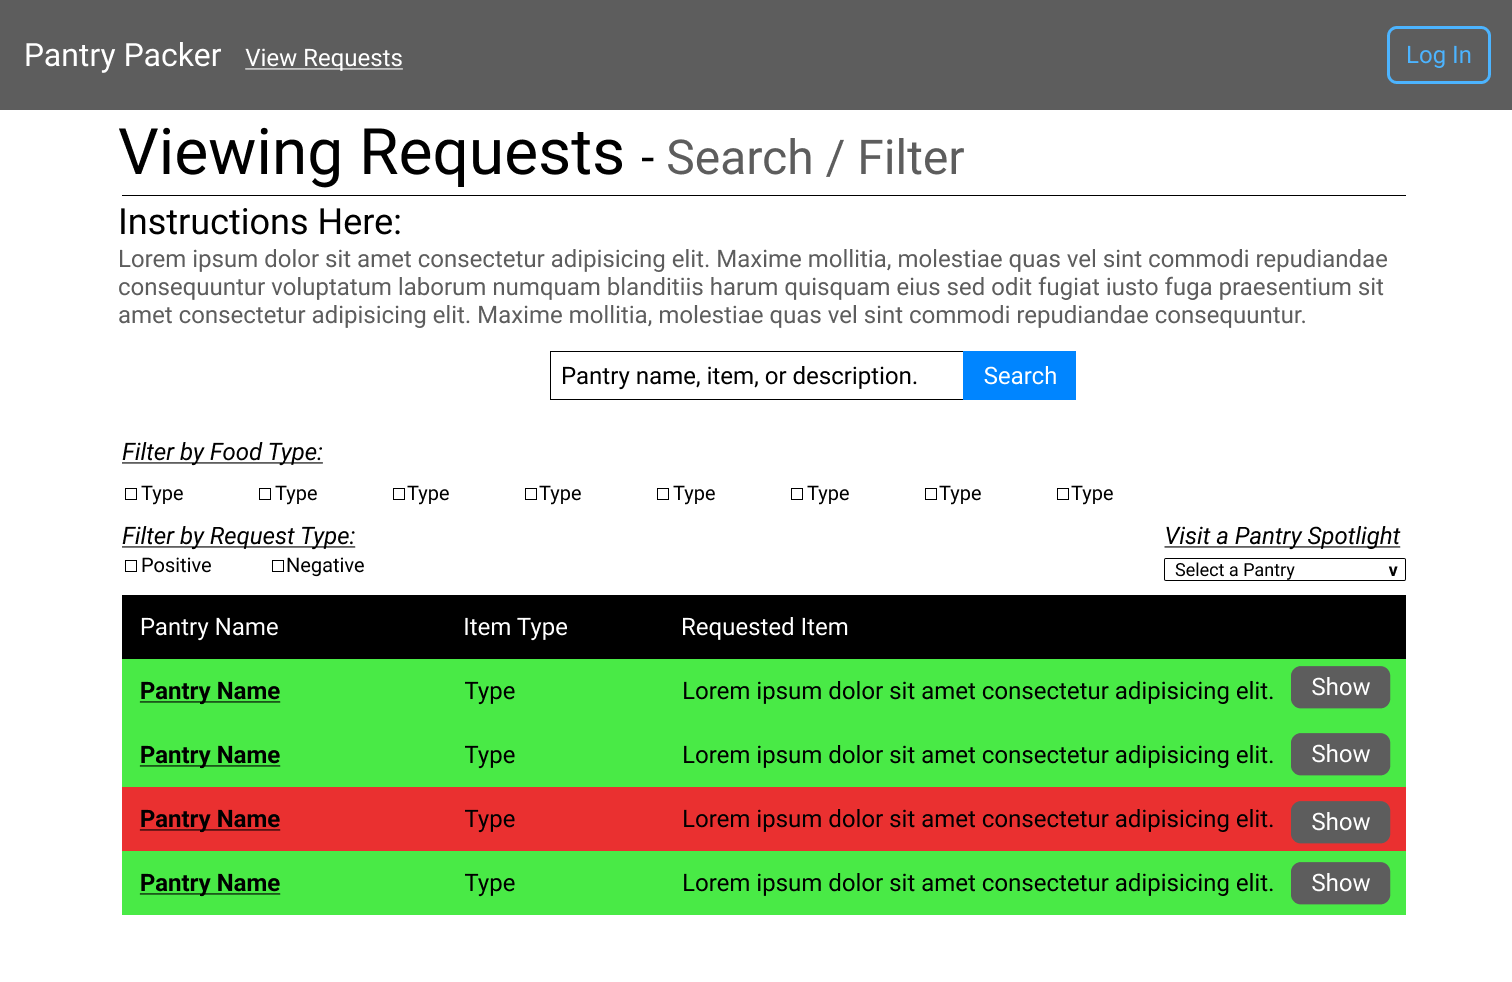 Pantry Packer View Requests Log In
Viewing Requests - Search / Filter
Instructions Here:
Lorem ipsum dolor sit amet consectetur adipisicing elit. Maxime mollitia, molestiae quas vel sint commodi repudiandae
consequuntur voluptatum laborum numquam blanditiis harum quisquam eius sed odit fugiat iusto fuga praesentium sit
amet consectetur adipisicing elit. Maxime mollitia, molestiae quas vel sint commodi repudiandae consequuntur.
Pantry name, item, or description. Search
Filter by Food Type:
Type Type Type Type Type Type Type Type
Filter by Request Type: Visit a Pantry Spotlight
Positive Negative Select a Pantry v
Pantry Name Item Type Requested Item
Pantry Name Type Lorem ipsum dolor sit amet consectetur adipisicing elit. Show
Pantry Name Type Lorem ipsum dolor sit amet consectetur adipisicing elit. Show
Pantry Name Type Lorem ipsum dolor sit amet consectetur adipisicing elit. Show
Pantry Name Type Lorem ipsum dolor sit amet consectetur adipisicing elit. Show